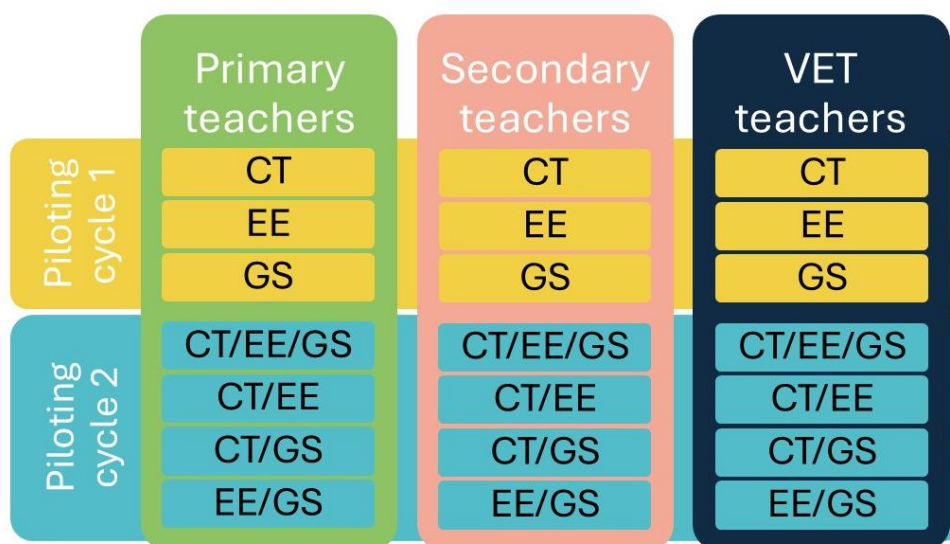 Primary
teachers
Secondary
teachers
VET
teachers
Piloting
cycle 1
CT
CT
CT
EE
EE
EE
GS
GS
GS
Piloting
cycle 2
CT/EE/GS
CT/EE/GS
CT/EE/GS
CT/EE
CT/EE
CT/EE
CT/GS
CT/GS
CT/GS
EE/GS
EE/GS
EE/GS